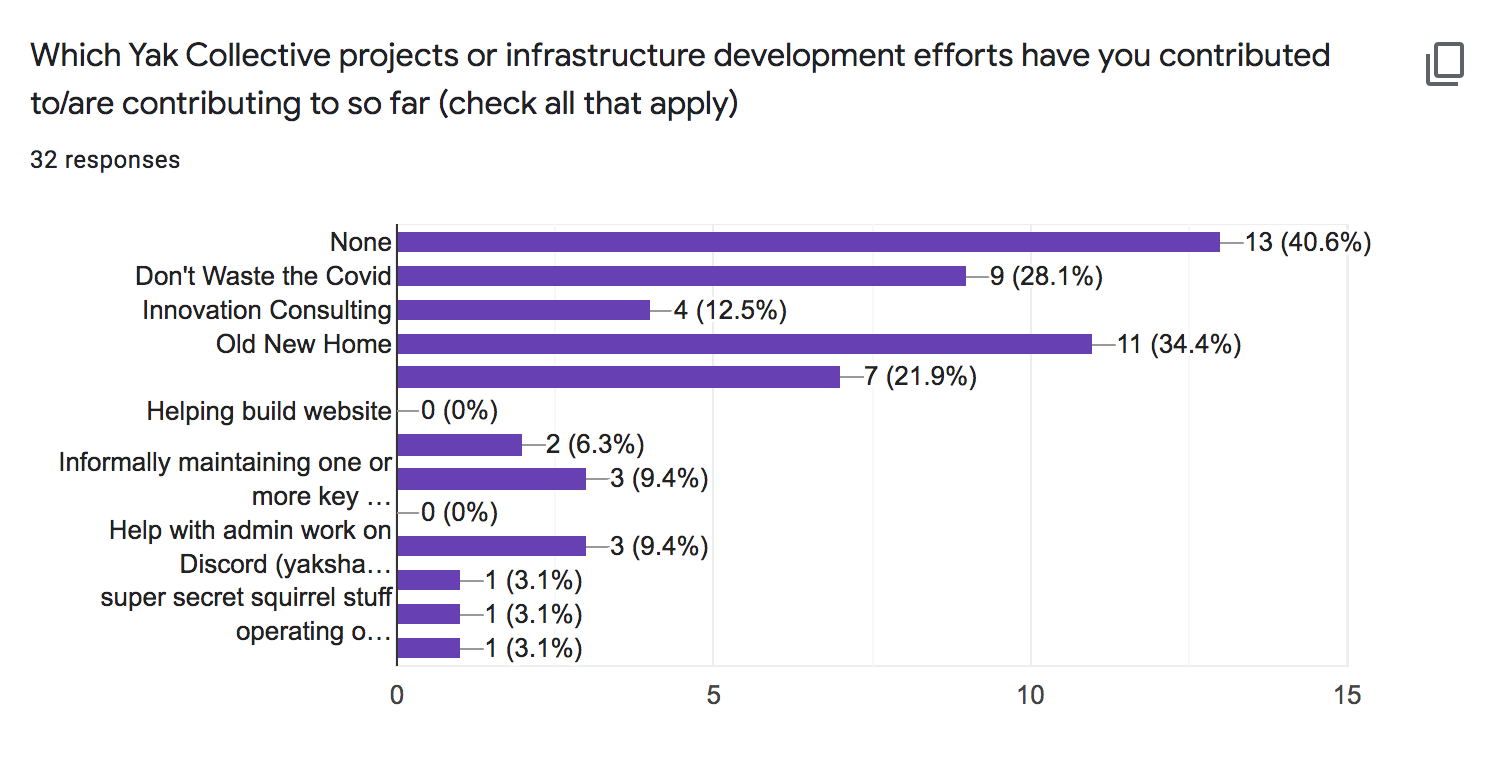 Which Yak Collective projects or infrastructure development efforts have you contributed
to/are contributing to so far (check all that apply)
32 responses
None
13 (40.6%)
Don't Waste the Covid
9 (28.1%)
Innovation Consulting
4 (12.5%)
Old New Home
11 (34.4%)
7 (21.9%)
Helping build website
0 (0%)
2 (6.3%)
Informally maintaining one or
more key …
3 (9.4%)
0 (0%)
Help with admin work on
Discord (yaksha…
3 (9.4%)
1 (3.1%)
super secret squirrel stuff
operating o…
1 (3.1%)
1 (3.1%)
0
5
10
15